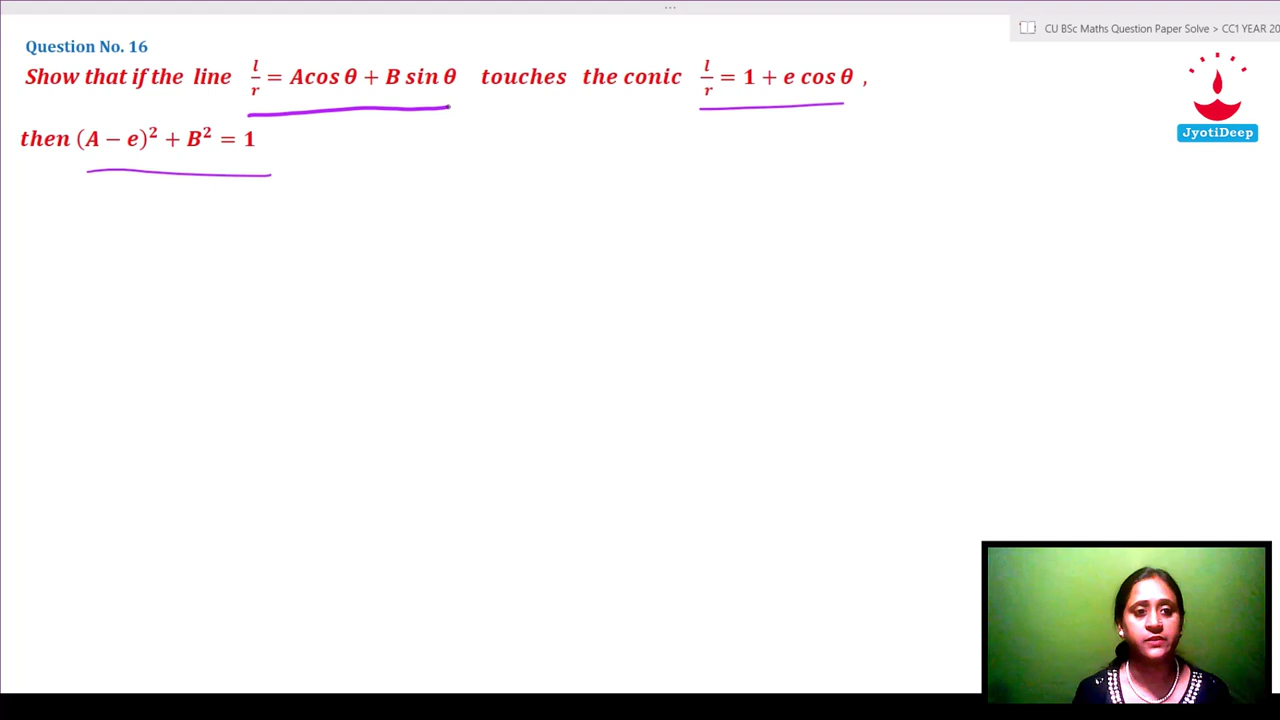 CU BSc Maths Question Paper Solve > CC1 YEAR 20
Question No. 16
Show that if the line l/r = Acos θ + B sin θ touches the conic l/r = 1 + e cos θ ,
then (A − e)² + B² = 1
JyotiDeep